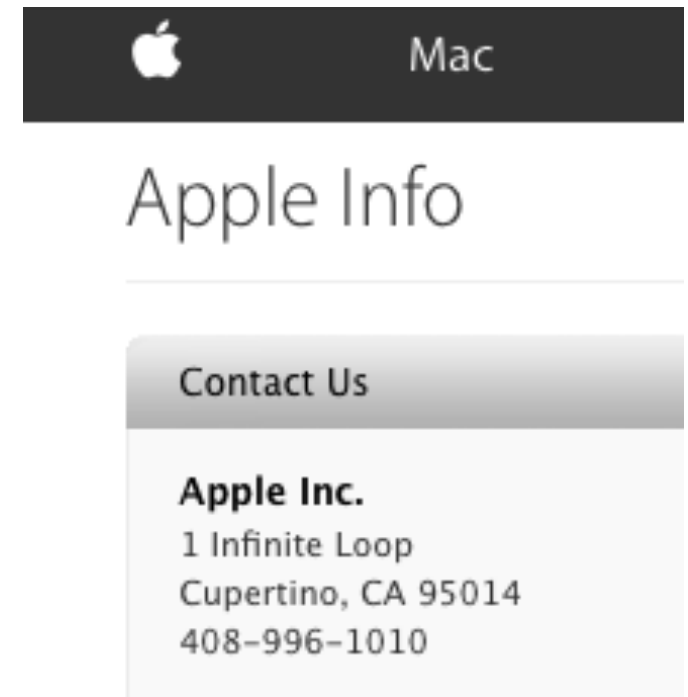 Mac
Apple Info
Contact Us
Apple Inc.
1 Infinite Loop
Cupertino, CA 95014
408-996-1010